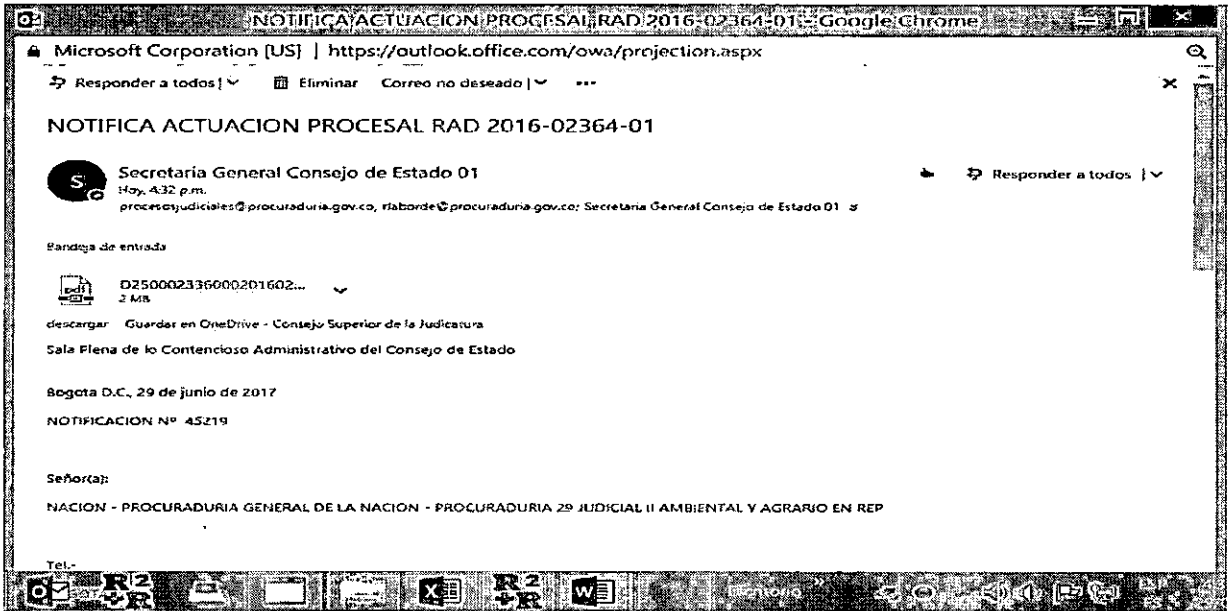 NOTIFICA ACTUACION PROCESAL RAD 2016-02364-01 - Google Chrome
Microsoft Corporation [US] | https://outlook.office.com/owa/projection.aspx
Responder a todos | Eliminar Correo no deseado | ...
NOTIFICA ACTUACION PROCESAL RAD 2016-02364-01
S
Secretaria General Consejo de Estado 01
Responder a todos |
Hoy, 4:32 p.m.
procesosjudiciales@procuraduria.gov.co; rlaborde@procuraduria.gov.co; Secretaria General Consejo de Estado 01
Bandeja de entrada
pdf
D250002336000201602...
2 MB
descargar Guardar en OneDrive - Consejo Superior de la Judicatura
Sala Plena de lo Contencioso Administrativo del Consejo de Estado
Bogota D.C., 29 de junio de 2017
NOTIFICACION Nº 45219
Señor(a):
NACION - PROCURADURIA GENERAL DE LA NACION - PROCURADURIA 29 JUDICIAL II AMBIENTAL Y AGRARIO EN REP
Tel.-